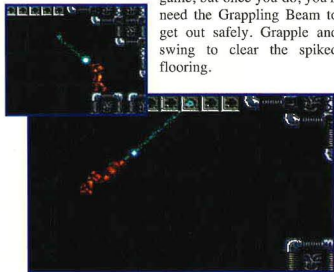 game, but once you do, you'll
need the Grappling Beam to
get out safely. Grapple and
swing to clear the spiked
flooring.